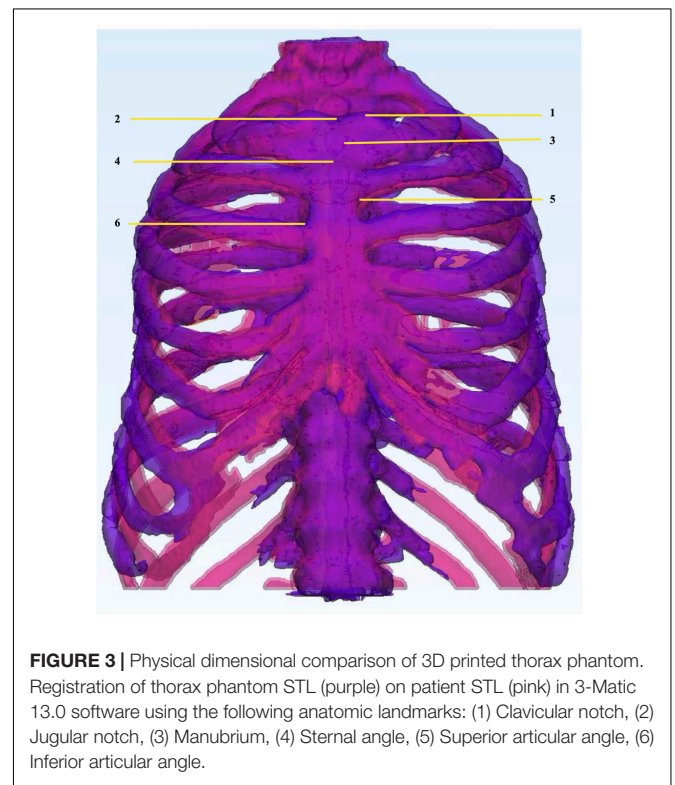 1
2
3
4
5
6
FIGURE 3 | Physical dimensional comparison of 3D printed thorax phantom.
Registration of thorax phantom STL (purple) on patient STL (pink) in 3-Matic
13.0 software using the following anatomic landmarks: (1) Clavicular notch, (2)
Jugular notch, (3) Manubrium, (4) Sternal angle, (5) Superior articular angle, (6)
Inferior articular angle.